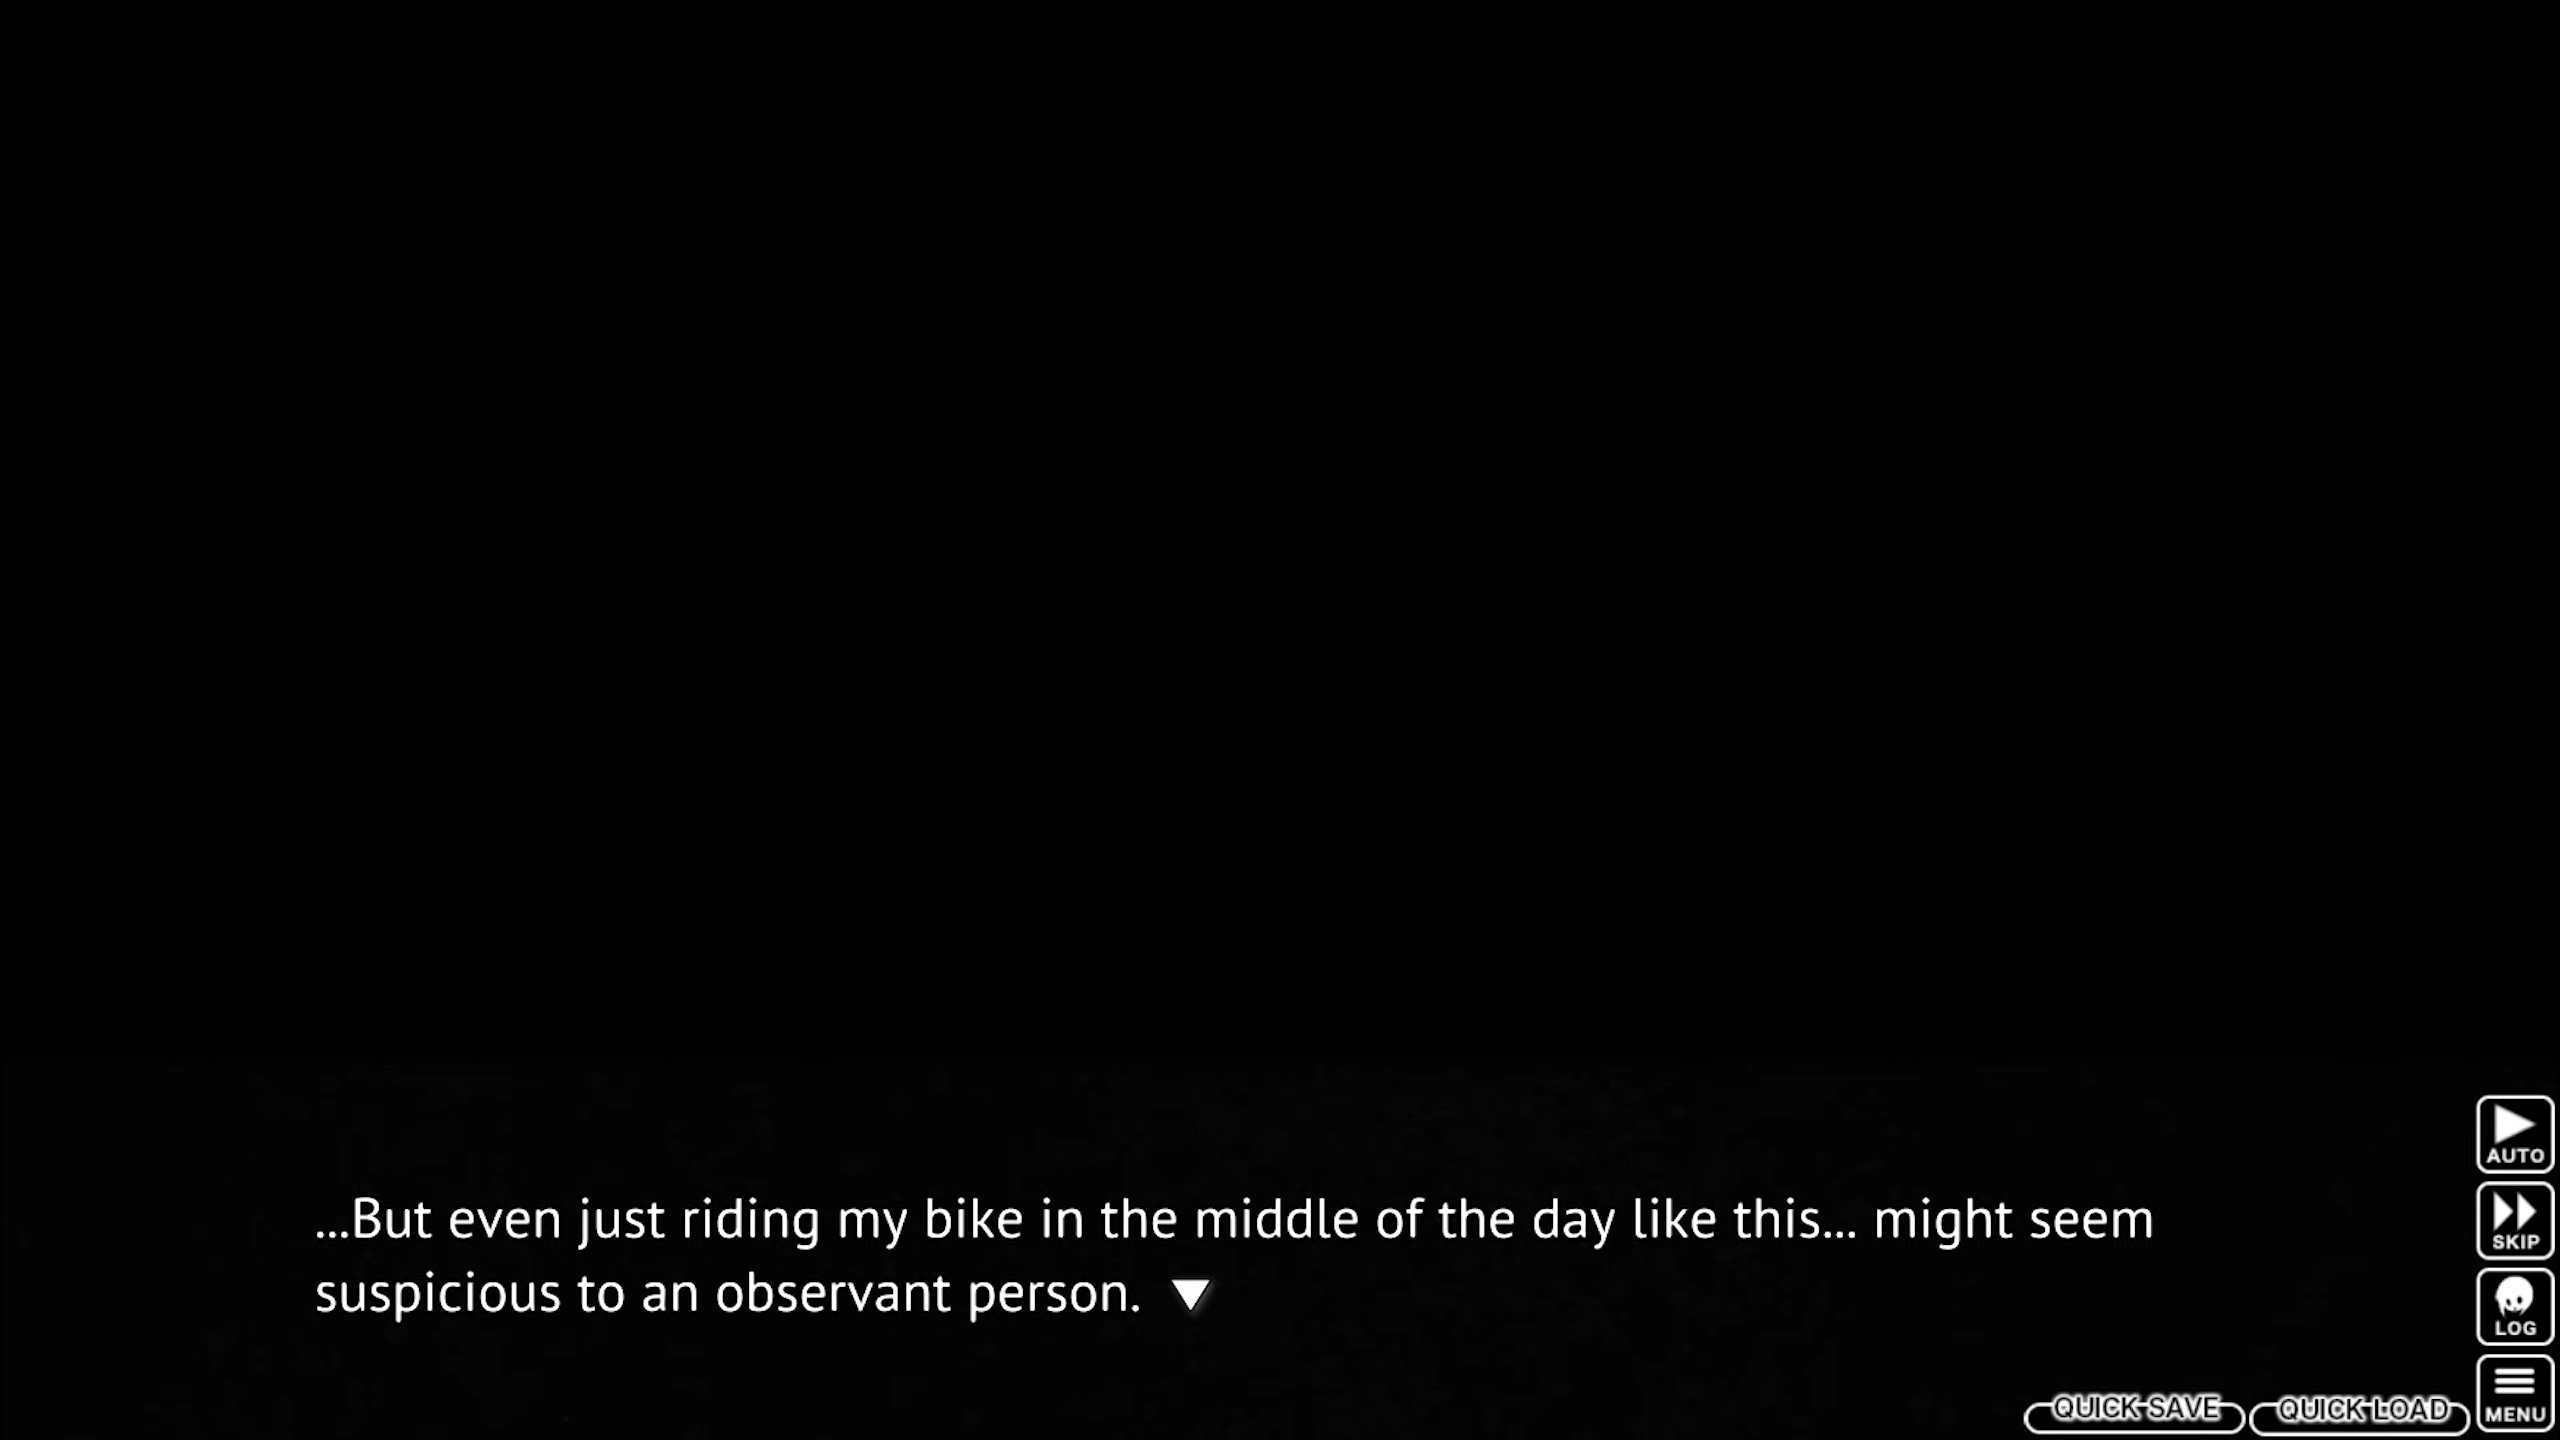 ...But even just riding my bike in the middle of the day like this... might seem
suspicious to an observant person.
AUTO
SKIP
LOG
MENU
QUICK SAVE
QUICK LOAD